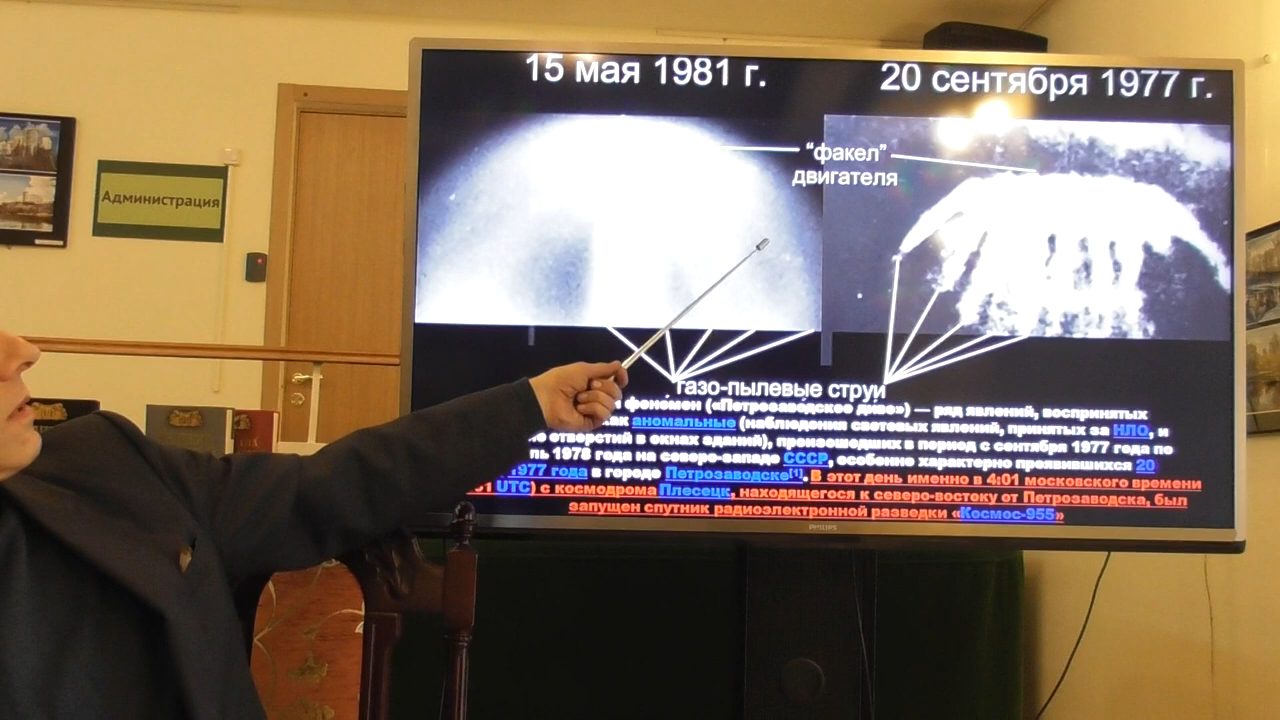 15 мая 1981 г.
20 сентября 1977 г.
“факел”
двигателя
Администрация
газо-пылевые струи
феномен («Петрозаводское диво») — ряд явлений, воспринятых
как аномальные (наблюдения световых явлений, принятых за НЛО, и
отверстий в окнах зданий), произошедших в период с сентября 1977 года по
1978 года на северо-западе СССР, особенно характерно проявившихся 20
1977 года в городе Петрозаводске[1]. В этот день именно в 4:01 московского времени
UTC) с космодрома Плесецк, находящегося к северо-востоку от Петрозаводска, был
запущен спутник радиоэлектронной разведки «Космос-955»
PHILIPS